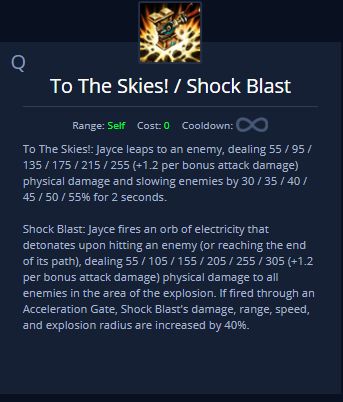 Q
To The Skies! / Shock Blast
Range: Self Cost: 0 Cooldown:
To The Skies!: Jayce leaps to an enemy, dealing 55 / 95 /
135 / 175 / 215 / 255 (+1.2 per bonus attack damage)
physical damage and slowing enemies by 30 / 35 / 40 /
45 / 50 / 55% for 2 seconds.
Shock Blast: Jayce fires an orb of electricity that
detonates upon hitting an enemy (or reaching the end
of its path), dealing 55 / 105 / 155 / 205 / 255 / 305 (+1.2
per bonus attack damage) physical damage to all
enemies in the area of the explosion. If fired through an
Acceleration Gate, Shock Blast's damage, range, speed,
and explosion radius are increased by 40%.